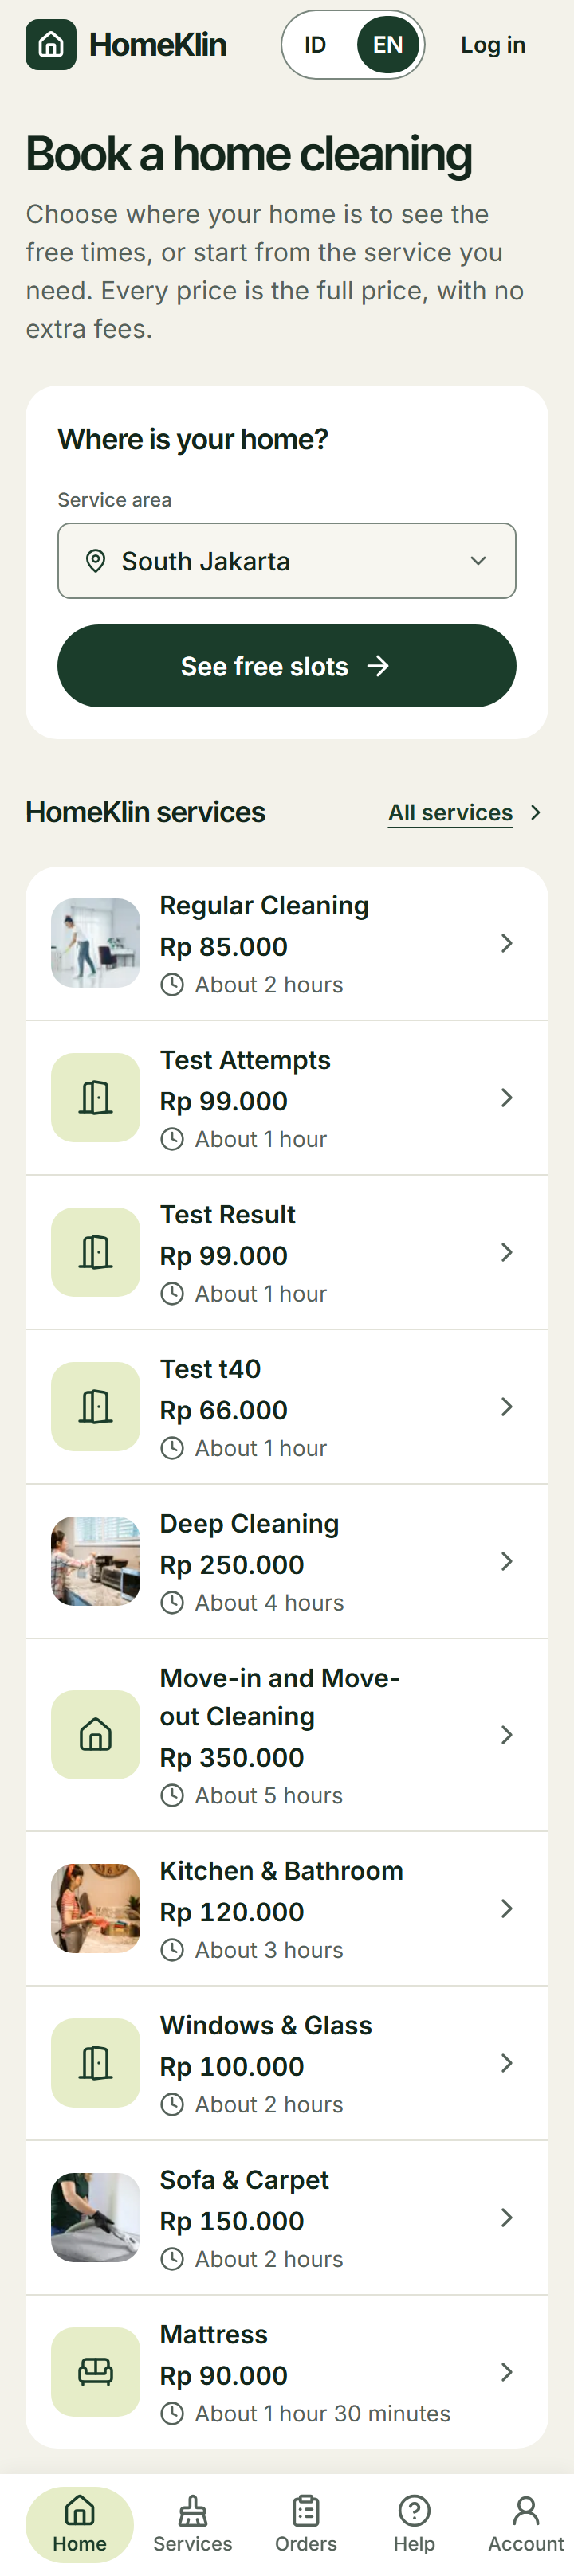 HomeKlin
ID
EN
Log in
Book a home cleaning
Choose where your home is to see the
free times, or start from the service you
need. Every price is the full price, with no
extra fees.
Where is your home?
Service area
South Jakarta
See free slots
HomeKlin services
All services
Regular Cleaning
Rp 85.000
About 2 hours
Test Attempts
Rp 99.000
About 1 hour
Test Result
Rp 99.000
About 1 hour
Test t40
Rp 66.000
About 1 hour
Deep Cleaning
Rp 250.000
About 4 hours
Move-in and Move-
out Cleaning
Rp 350.000
About 5 hours
Kitchen & Bathroom
Rp 120.000
About 3 hours
Windows & Glass
Rp 100.000
About 2 hours
Sofa & Carpet
Rp 150.000
About 2 hours
Mattress
Rp 90.000
About 1 hour 30 minutes
Home
Services
Orders
Help
Account